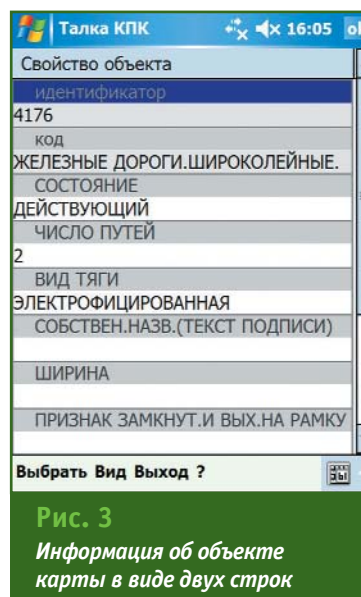 Талка КПК 16:05 ok
Свойство объекта
идентификатор
4176
код
ЖЕЛЕЗНЫЕ ДОРОГИ.ШИРОКОЛЕЙНЫЕ.
СОСТОЯНИЕ
ДЕЙСТВУЮЩИЙ
ЧИСЛО ПУТЕЙ
2
ВИД ТЯГИ
ЭЛЕКТРОФИЦИРОВАННАЯ
СОБСТВЕН.НАЗВ.(ТЕКСТ ПОДПИСИ)
ШИРИНА
ПРИЗНАК ЗАМКНУТ.И ВЫХ.НА РАМКУ
Выбрать Вид Выход ?
Рис. 3
Информация об объекте
карты в виде двух строк